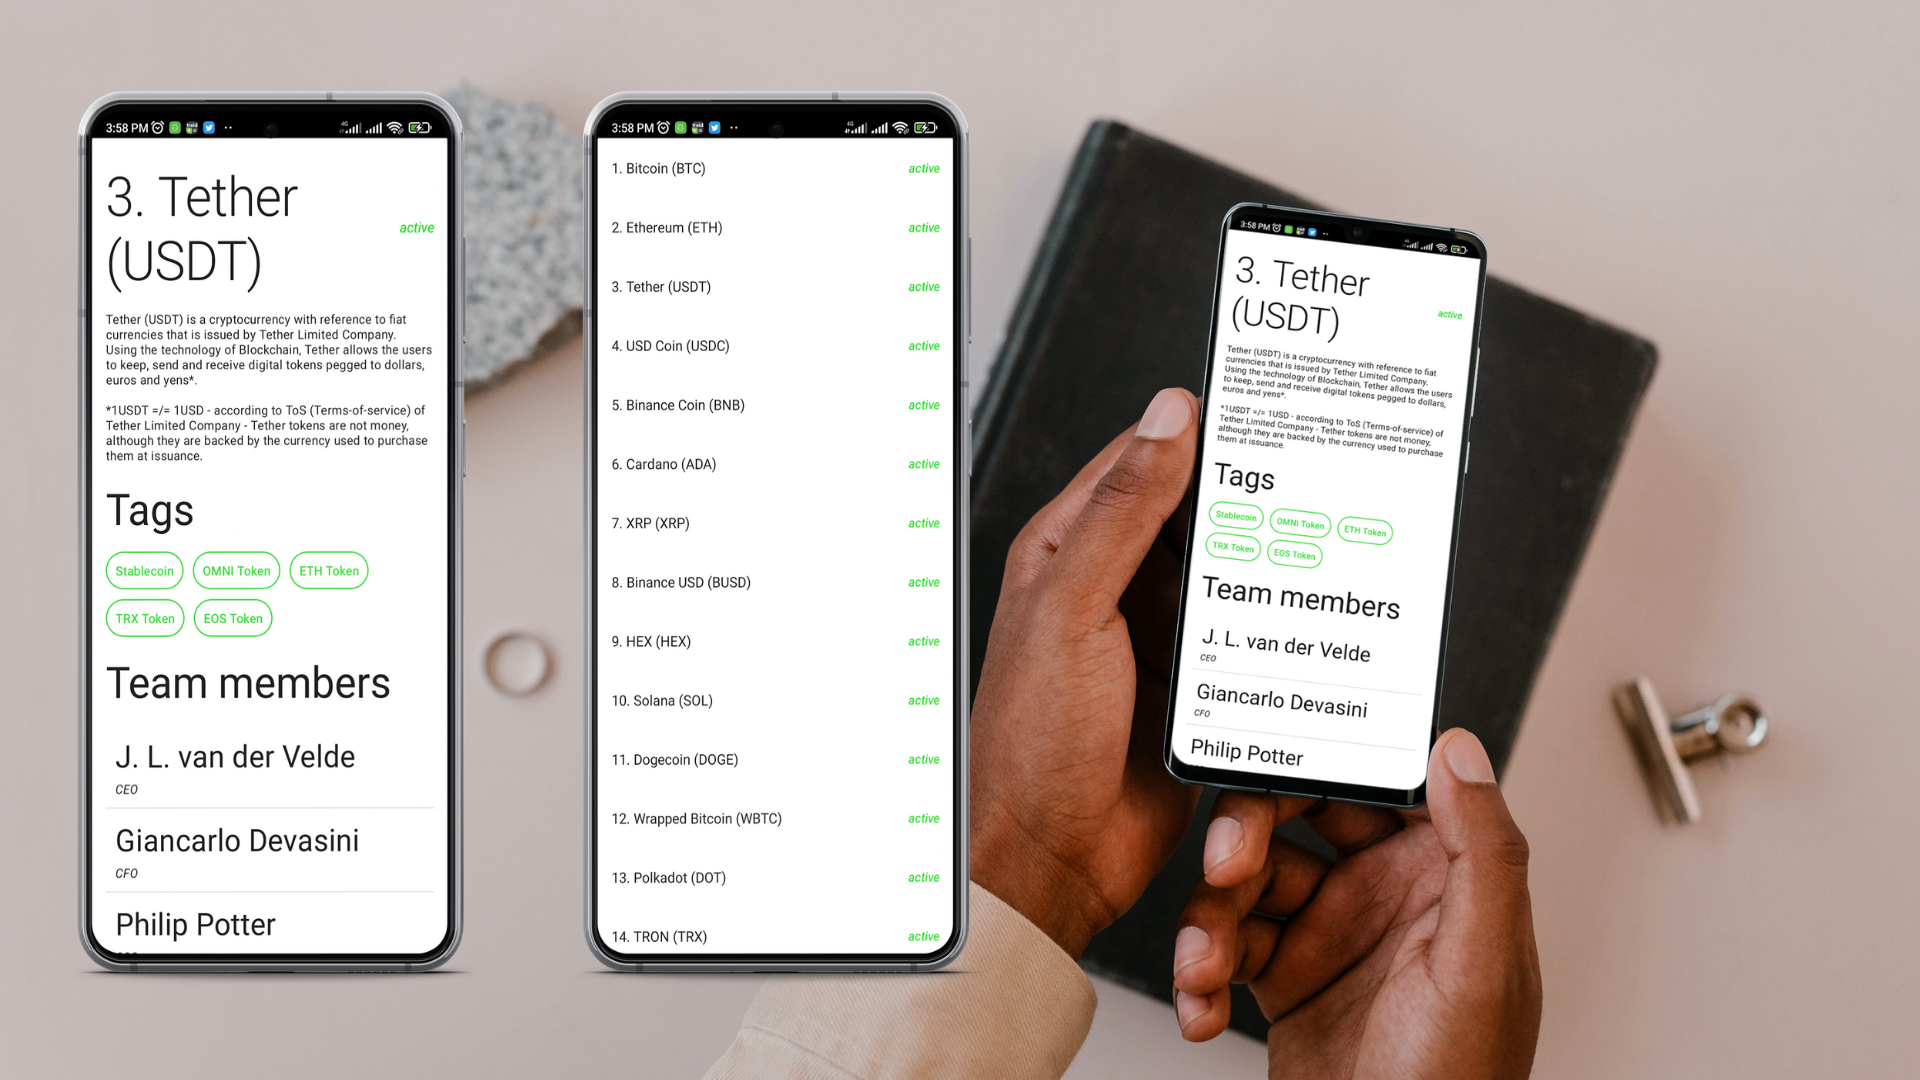 3:58 PM
3. Tether
(USDT)
active
Tether (USDT) is a cryptocurrency with reference to fiat
currencies that is issued by Tether Limited Company.
Using the technology of Blockchain, Tether allows the users
to keep, send and receive digital tokens pegged to dollars,
euros and yens*.
*1USDT =/= 1USD - according to ToS (Terms-of-service) of
Tether Limited Company - Tether tokens are not money,
although they are backed by the currency used to purchase
them at issuance.
Tags
Stablecoin OMNI Token ETH Token
TRX Token EOS Token
Team members
J. L. van der Velde
CEO
Giancarlo Devasini
CFO
Philip Potter
3:58 PM 4G
1. Bitcoin (BTC) active
2. Ethereum (ETH) active
3. Tether (USDT) active
4. USD Coin (USDC) active
5. Binance Coin (BNB) active
6. Cardano (ADA) active
7. XRP (XRP) active
8. Binance USD (BUSD) active
9. HEX (HEX) active
10. Solana (SOL) active
11. Dogecoin (DOGE) active
12. Wrapped Bitcoin (WBTC) active
13. Polkadot (DOT) active
14. TRON (TRX) active
3:58 PM
3. Tether
(USDT)
active
Tether (USDT) is a cryptocurrency with reference to fiat
currencies that is issued by Tether Limited Company.
Using the technology of Blockchain, Tether allows the users
to keep, send and receive digital tokens pegged to dollars,
euros and yens*.
*1USDT =/= 1USD - according to ToS (Terms-of-service) of
Tether Limited Company - Tether tokens are not money,
although they are backed by the currency used to purchase
them at issuance.
Tags
Stablecoin OMNI Token ETH Token
TRX Token EOS Token
Team members
J. L. van der Velde
CEO
Giancarlo Devasini
CFO
Philip Potter